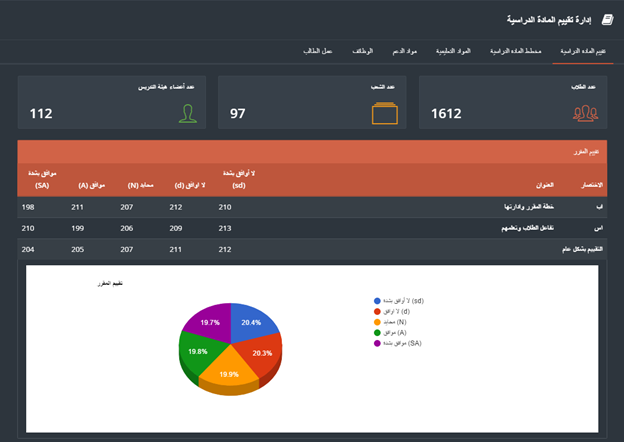 إدارة تقييم المادة الدراسية
تقييم المادة الدراسية مخطط المادة الدراسية المواد التعليمية مواد الدعم الوظائف عمل الطالب
عدد الطلاب
1612
عدد الشعب
97
عدد أعضاء هيئة التدريس
112
تقييم المقرر
الاختصار العنوان لا أوافق بشدة (sd) لا اوافق (d) محايد (N) موافق (A) موافق بشدة (SA)
اب خطة المقرر وإدارتها 210 212 207 211 198
اس تفاعل الطلاب وتعلمهم 213 209 206 199 210
التقييم بشكل عام 212 211 207 205 204
تقييم المقرر
لا أوافق بشدة (sd)
لا اوافق (d)
محايد (N)
موافق (A)
موافق بشدة (SA)
20.4%
20.3%
19.9%
19.8%
19.7%